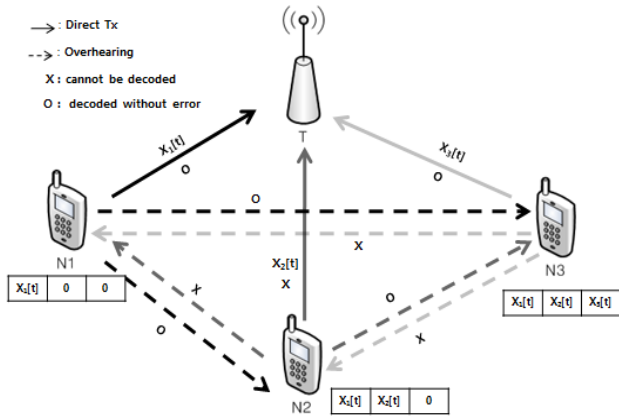 : Direct Tx
: Overhearing
X : cannot be decoded
O : decoded without error
T
X₁[t]
O
X₃[t]
O
O
X
N1
N3
X₂[t]
X
X₁[t] 0 0
X₁[t] X₂[t] X₃[t]
X
O
O
X
N2
X₁[t] X₂[t] 0